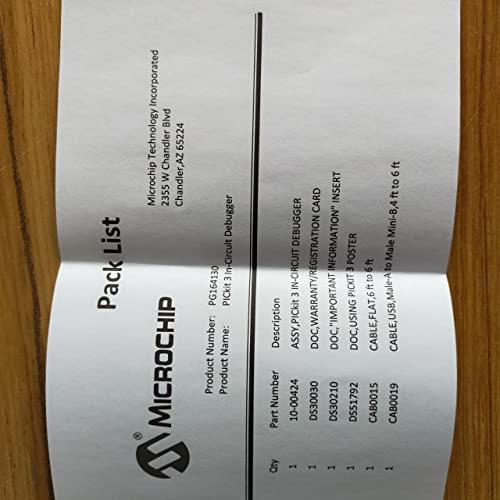 Pack List
MICROCHIP
Microchip Technology Incorporated
2355 W Chandler Blvd
Chandler,AZ 65224
Product Number: PG164130
Product Name: PICkit 3 In-Circuit Debugger
Qty Part Number Description
1 10-00424 ASSY,PICkit 3 IN-CIRCUIT DEBUGGER
1 DS30030 DOC,WARRANTY/REGISTRATION CARD
1 DS30210 DOC,"IMPORTANT INFORMATION" INSERT
1 DS51792 DOC,USING PICKIT 3 POSTER
1 CAB0015 CABLE,FLAT,6 ft to 6 ft
1 CAB0019 CABLE,USB,Male-A to Male Mini-B,4 ft to 6 ft